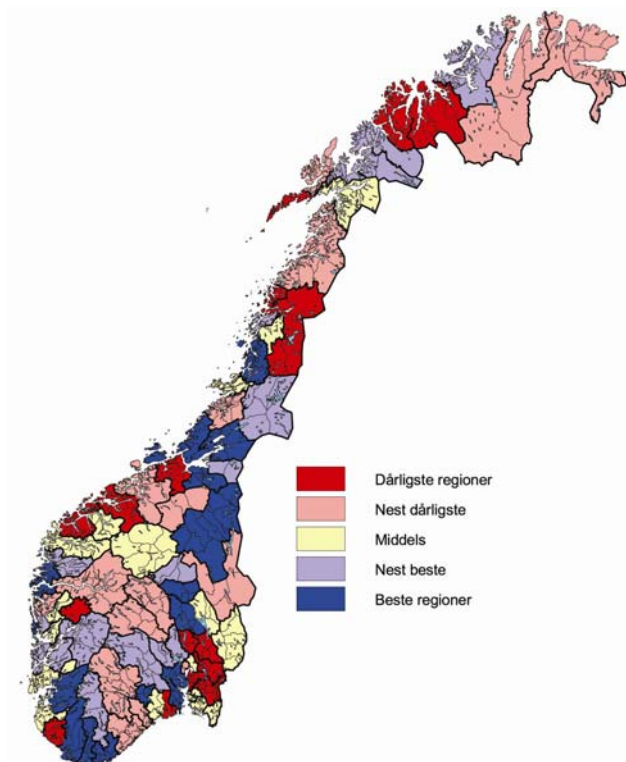 Dårligste regioner
Nest dårligste
Middels
Nest beste
Beste regioner